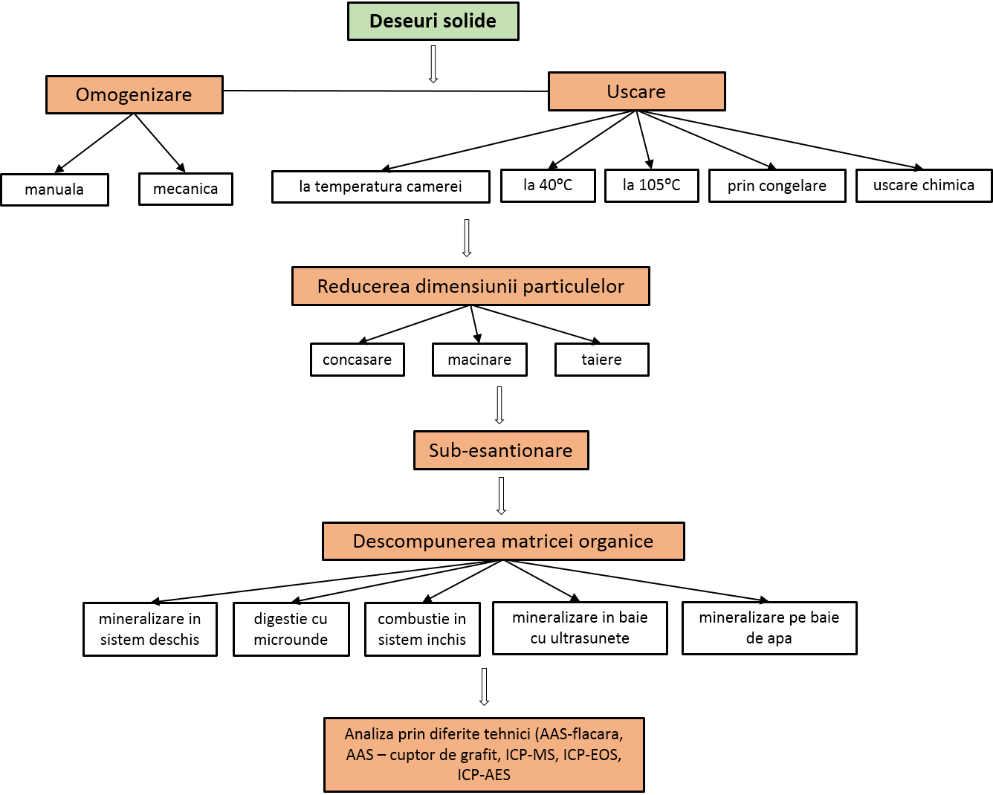 Deseuri solide
Omogenizare
Uscare
manuala
mecanica
la temperatura camerei
la 40°C
la 105°C
prin congelare
uscare chimica
Reducerea dimensiunii particulelor
concasare
macinare
taiere
Sub-esantionare
Descompunerea matricei organice
mineralizare in
sistem deschis
digestie cu
microunde
combustie in
sistem inchis
mineralizare in baie
cu ultrasunete
mineralizare pe baie
de apa
Analiza prin diferite tehnici (AAS-flacara,
AAS – cuptor de grafit, ICP-MS, ICP-EOS,
ICP-AES